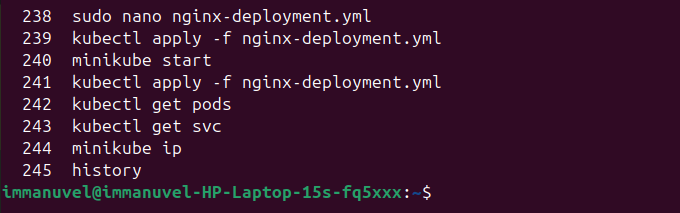 238 sudo nano nginx-deployment.yml
239 kubectl apply -f nginx-deployment.yml
240 minikube start
241 kubectl apply -f nginx-deployment.yml
242 kubectl get pods
243 kubectl get svc
244 minikube ip
245 history
immanuvel@immanuvel-HP-Laptop-15s-fq5xxx:~$